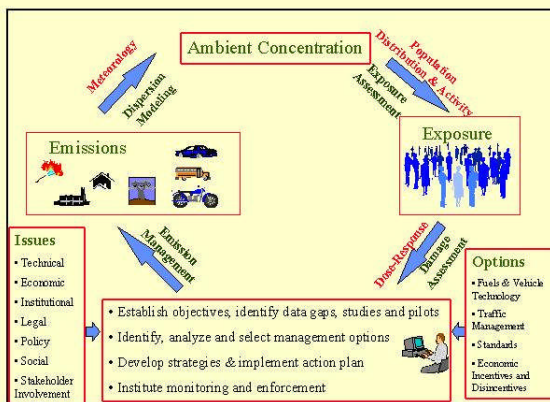 Ambient Concentration
Meteorology
Dispersion
Modeling
Population
Distribution & Activity
Exposure
Assessment
Emissions
Exposure
Emission
Management
Dose-Response
Damage
Assessment
Issues
• Technical
• Economic
• Institutional
• Legal
• Policy
• Social
• Stakeholder
Involvement
• Establish objectives, identify data gaps, studies and pilots
• Identify, analyze and select management options
• Develop strategies & implement action plan
• Institute monitoring and enforcement
Options
• Fuels & Vehicle
Technology
• Traffic
Management
• Standards
• Economic
Incentives and
Disincentives